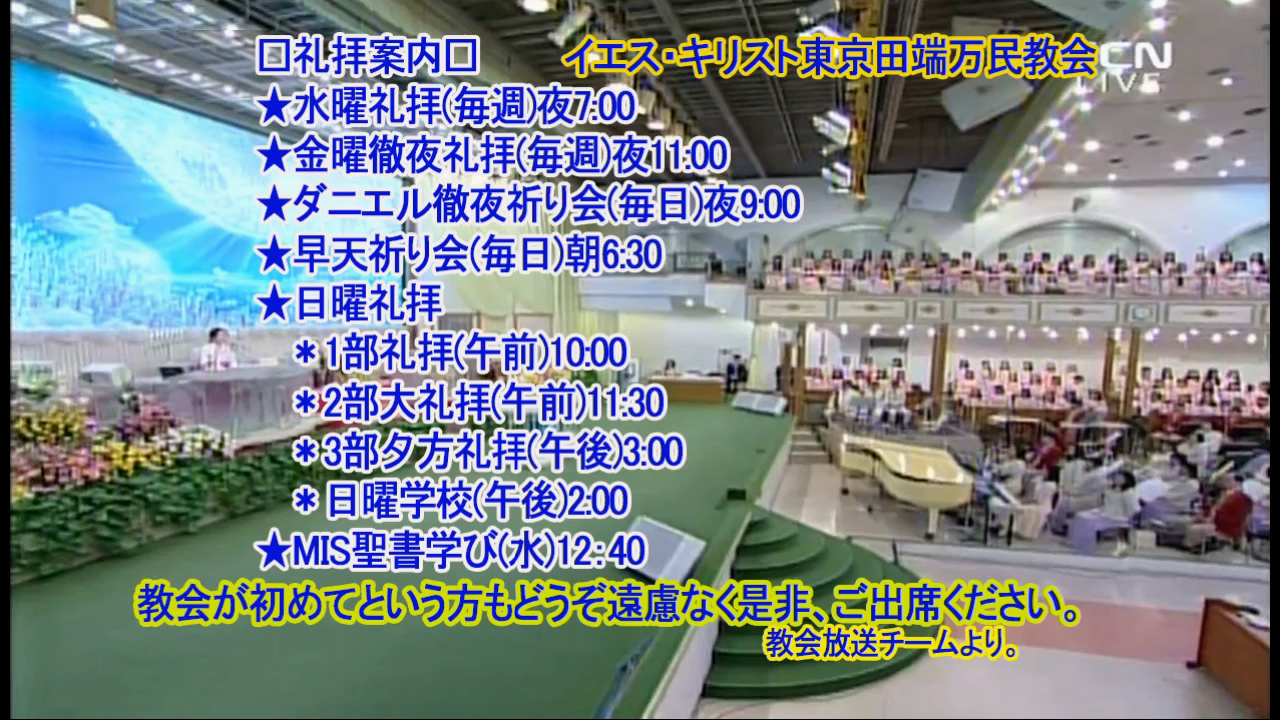 □礼拝案内□ イエス・キリスト東京田端万民教会
CN
LIVE
★水曜礼拝(毎週)夜7:00
★金曜徹夜礼拝(毎週)夜11:00
★ダニエル徹夜祈り会(毎日)夜9:00
★早天祈り会(毎日)朝6:30
★日曜礼拝
＊1部礼拝(午前)10:00
＊2部大礼拝(午前)11:30
＊3部夕方礼拝(午後)3:00
＊日曜学校(午後)2:00
★MIS聖書学び(水)12:40
教会が初めてという方もどうぞ遠慮なく是非、ご出席ください。
教会放送チームより。